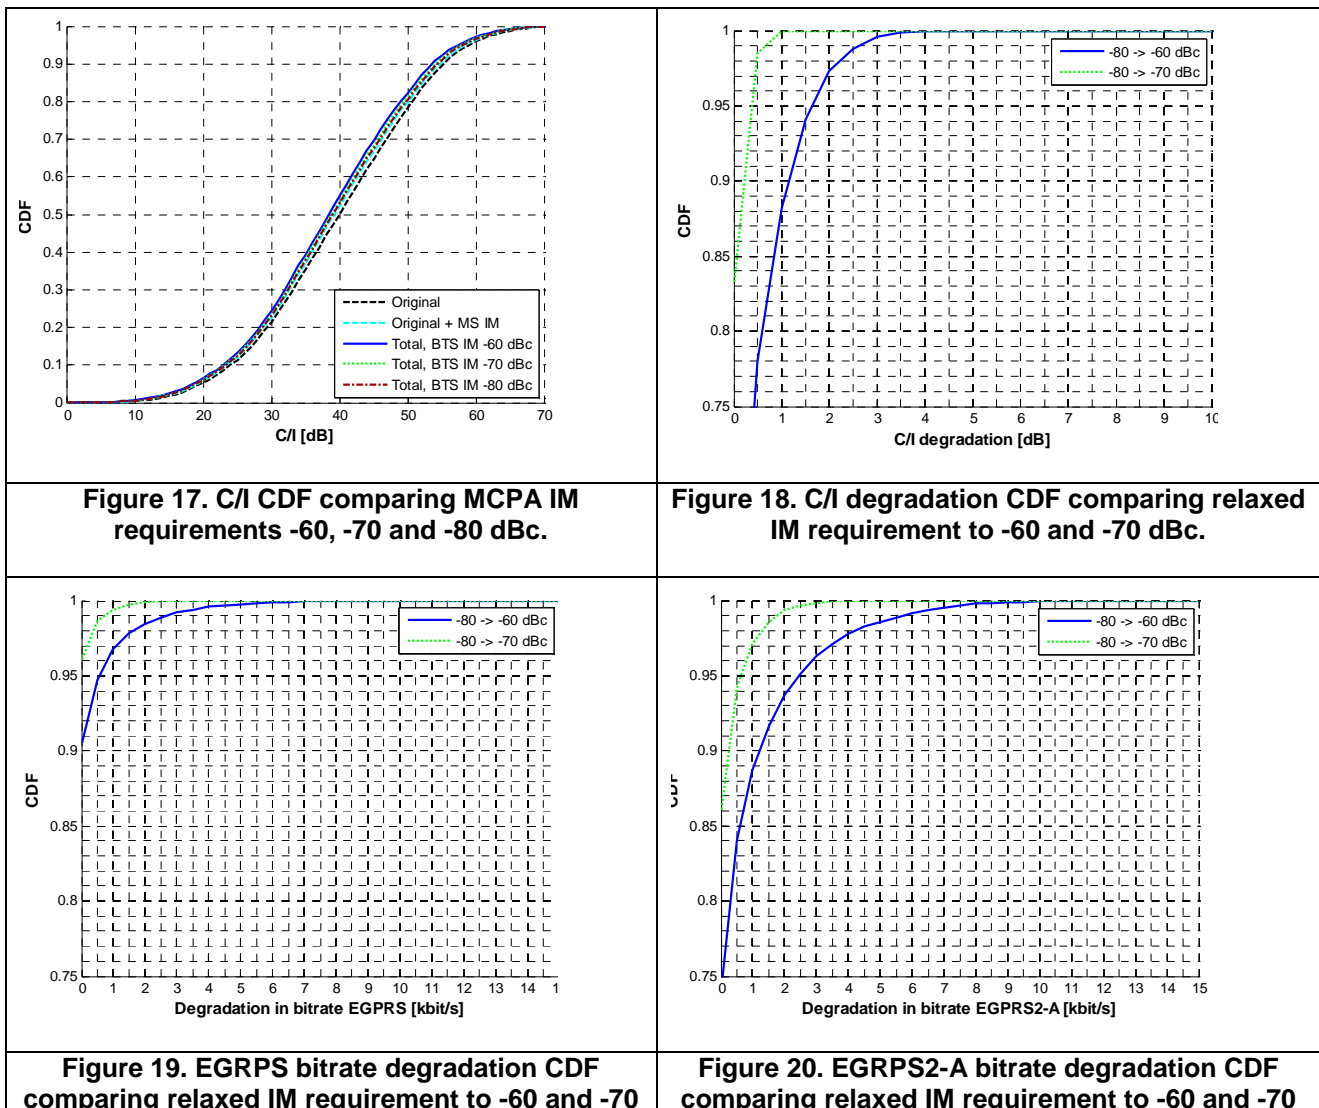 1
0.9
0.8
0.7
0.6
0.5
0.4
0.3
0.2
0.1
0
CDF
0 10 20 30 40 50 60 70
C/I [dB]
Original
Original + MS IM
Total, BTS IM -60 dBc
Total, BTS IM -70 dBc
Total, BTS IM -80 dBc
1
0.95
0.9
0.85
0.8
0.75
CDF
0 1 2 3 4 5 6 7 8 9 10
C/I degradation [dB]
-80 -> -60 dBc
-80 -> -70 dBc
Figure 17. C/I CDF comparing MCPA IM
requirements -60, -70 and -80 dBc.
Figure 18. C/I degradation CDF comparing relaxed
IM requirement to -60 and -70 dBc.
1
0.95
0.9
0.85
0.8
0.75
CDF
0 1 2 3 4 5 6 7 8 9 10 11 12 13 14 1
Degradation in bitrate EGPRS [kbit/s]
-80 -> -60 dBc
-80 -> -70 dBc
1
0.95
0.9
0.85
0.8
0.75
CDF
0 1 2 3 4 5 6 7 8 9 10 11 12 13 14 15
Degradation in bitrate EGPRS2-A [kbit/s]
-80 -> -60 dBc
-80 -> -70 dBc
Figure 19. EGRPS bitrate degradation CDF
comparing relaxed IM requirement to -60 and -70
Figure 20. EGRPS2-A bitrate degradation CDF
comparing relaxed IM requirement to -60 and -70